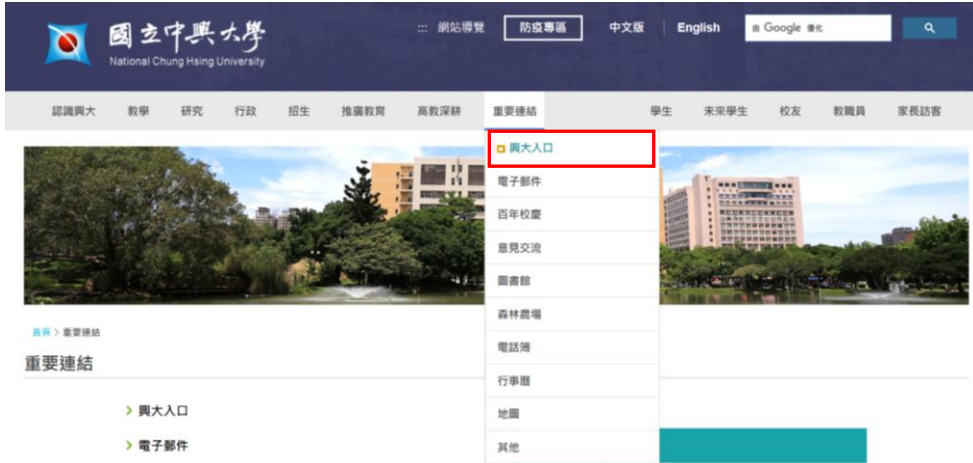 國立中興大學
National Chung Hsing University
::: 網站導覽
防疫專區
中文版
English
由 Google 優化
認識興大
教學
研究
行政
招生
推廣教育
高教深耕
重要連結
學生
未來學生
校友
教職員
家長訪客
興大入口
電子郵件
百年校慶
意見交流
圖書館
森林農場
電話簿
行事曆
地圖
其他
首頁 > 重要連結
重要連結
> 興大入口
> 電子郵件